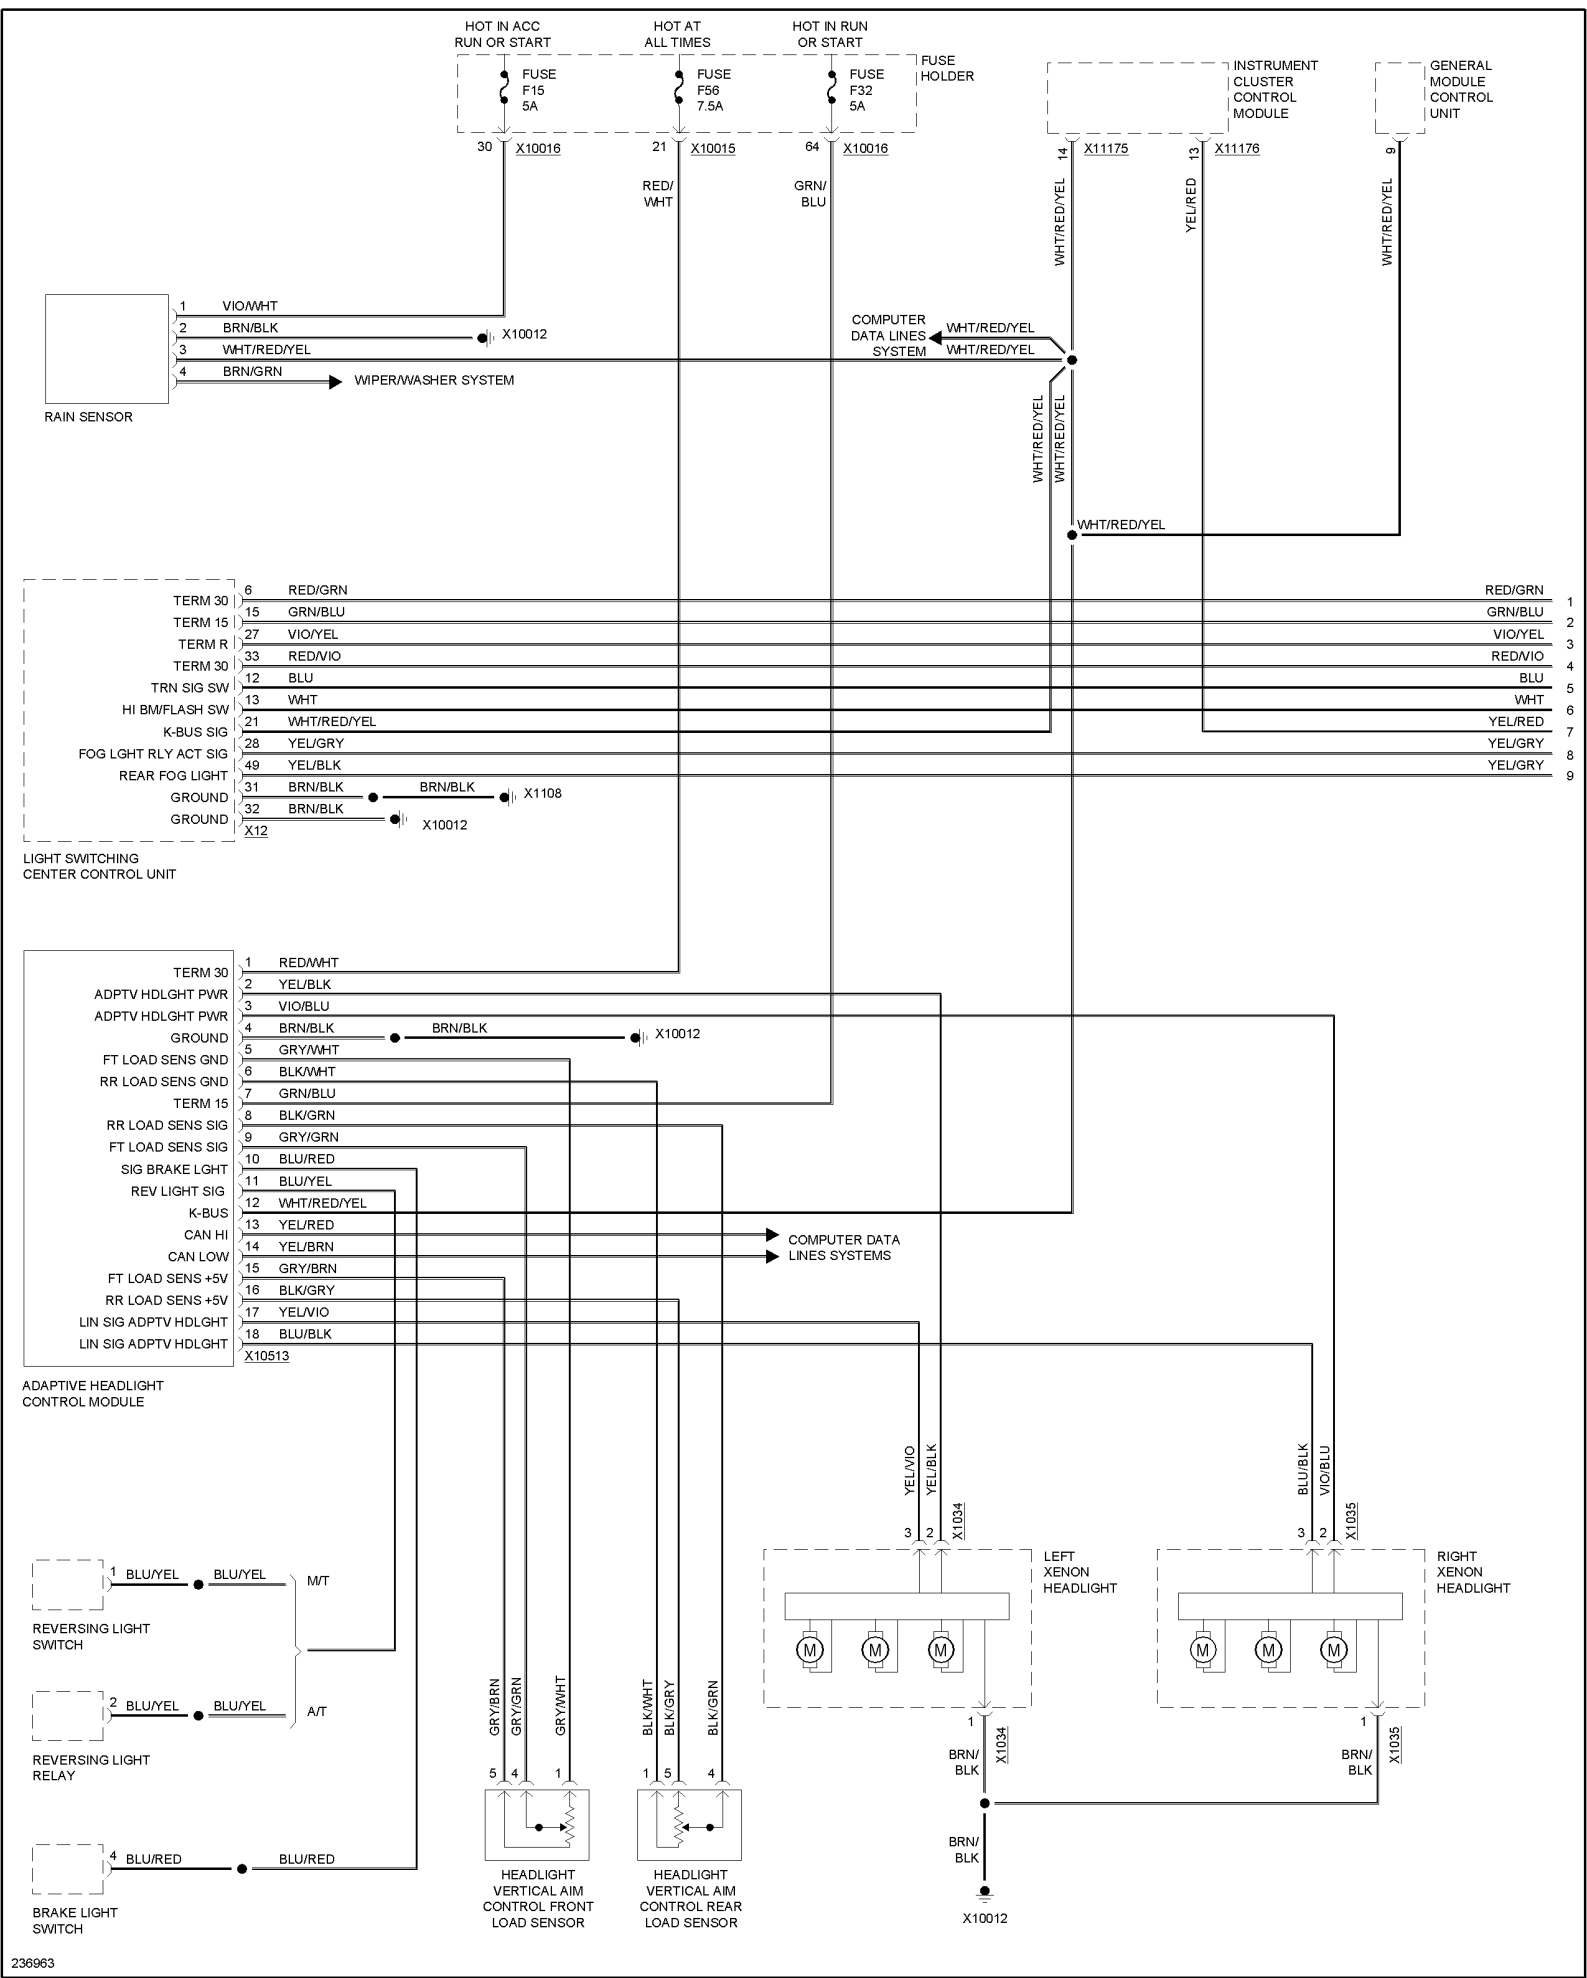 HOT IN ACC
RUN OR START
HOT AT
ALL TIMES
HOT IN RUN
OR START
FUSE
F15
5A
FUSE
F56
7.5A
FUSE
F32
5A
FUSE
HOLDER
INSTRUMENT
CLUSTER
CONTROL
MODULE
GENERAL
MODULE
CONTROL
UNIT
30 X10016
21 X10015
64 X10016
14 X11175
13 X11176
9
RED/
WHT
GRN/
BLU
WHT/RED/YEL
YEL/RED
WHT/RED/YEL
1 VIO/WHT
2 BRN/BLK
X10012
3 WHT/RED/YEL
4 BRN/GRN
WIPER/WASHER SYSTEM
RAIN SENSOR
COMPUTER
DATA LINES
SYSTEM
WHT/RED/YEL
WHT/RED/YEL
WHT/RED/YEL
WHT/RED/YEL
WHT/RED/YEL
TERM 30 6 RED/GRN RED/GRN 1
TERM 15 15 GRN/BLU GRN/BLU 2
TERM R 27 VIO/YEL VIO/YEL 3
TERM 30 33 RED/VIO RED/VIO 4
TRN SIG SW 12 BLU BLU 5
HI BM/FLASH SW 13 WHT WHT 6
K-BUS SIG 21 WHT/RED/YEL YEL/RED 7
FOG LGHT RLY ACT SIG 28 YEL/GRY YEL/GRY 8
REAR FOG LIGHT 49 YEL/BLK YEL/GRY 9
GROUND 31 BRN/BLK BRN/BLK X1108
GROUND 32 BRN/BLK X10012
X12
LIGHT SWITCHING
CENTER CONTROL UNIT
TERM 30 1 RED/WHT
ADPTV HDLGHT PWR 2 YEL/BLK
ADPTV HDLGHT PWR 3 VIO/BLU
GROUND 4 BRN/BLK BRN/BLK X10012
FT LOAD SENS GND 5 GRY/WHT
RR LOAD SENS GND 6 BLK/WHT
TERM 15 7 GRN/BLU
RR LOAD SENS SIG 8 BLK/GRN
FT LOAD SENS SIG 9 GRY/GRN
SIG BRAKE LGHT 10 BLU/RED
REV LIGHT SIG 11 BLU/YEL
K-BUS 12 WHT/RED/YEL
CAN HI 13 YEL/RED
CAN LOW 14 YEL/BRN
COMPUTER DATA
LINES SYSTEMS
FT LOAD SENS +5V 15 GRY/BRN
RR LOAD SENS +5V 16 BLK/GRY
LIN SIG ADPTV HDLGHT 17 YEL/VIO
LIN SIG ADPTV HDLGHT 18 BLU/BLK
X10513
ADAPTIVE HEADLIGHT
CONTROL MODULE
YEL/VIO
YEL/BLK
BLU/BLK
VIO/BLU
3 2 X1034
3 2 X1035
LEFT
XENON
HEADLIGHT
RIGHT
XENON
HEADLIGHT
M M M
M M M
1 BLU/YEL BLU/YEL M/T
REVERSING LIGHT
SWITCH
2 BLU/YEL BLU/YEL A/T
REVERSING LIGHT
RELAY
GRY/BRN
GRY/GRN
GRY/WHT
BLK/WHT
BLK/GRY
BLK/GRN
5 4 1
1 5 4
1 X1034
1 X1035
BRN/
BLK
BRN/
BLK
BRN/
BLK
X10012
4 BLU/RED BLU/RED
BRAKE LIGHT
SWITCH
HEADLIGHT
VERTICAL AIM
CONTROL FRONT
LOAD SENSOR
HEADLIGHT
VERTICAL AIM
CONTROL REAR
LOAD SENSOR
236963